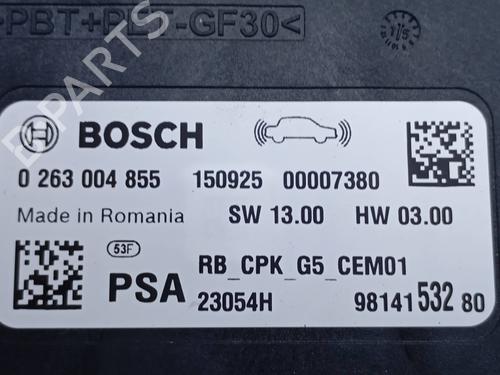 >PBT+PET-GF30<
B-PARTS
BOSCH
0 263 004 855 150925 00007380
Made in Romania SW 13.00 HW 03.00
53F
PSA RB_CPK_G5_CEM01
23054H 98141 532 80